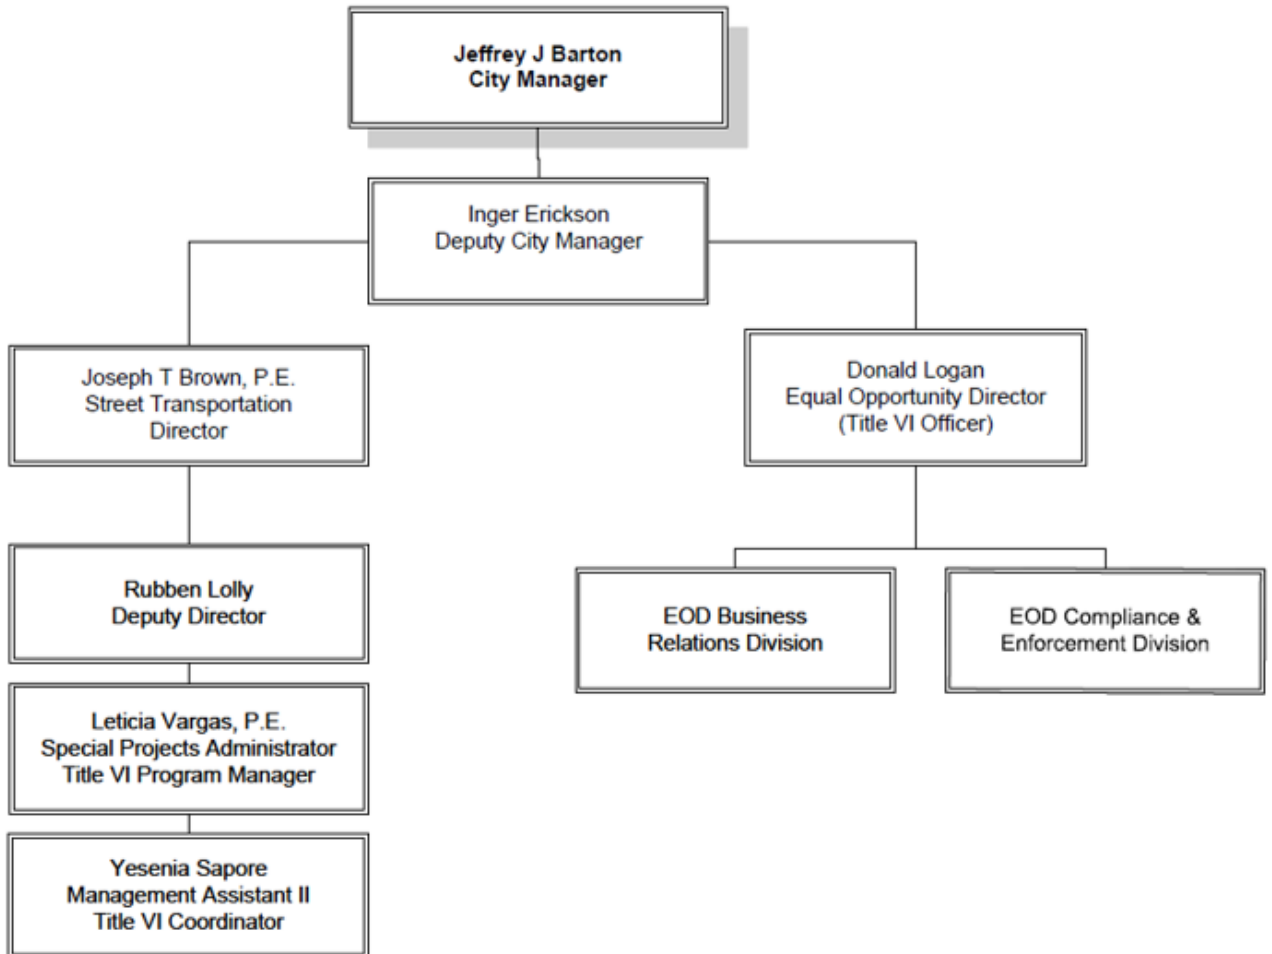 Jeffrey J Barton
City Manager
Inger Erickson
Deputy City Manager
Joseph T Brown, P.E.
Street Transportation
Director
Donald Logan
Equal Opportunity Director
(Title VI Officer)
Rubben Lolly
Deputy Director
EOD Business
Relations Division
EOD Compliance &
Enforcement Division
Leticia Vargas, P.E.
Special Projects Administrator
Title VI Program Manager
Yesenia Sapore
Management Assistant II
Title VI Coordinator